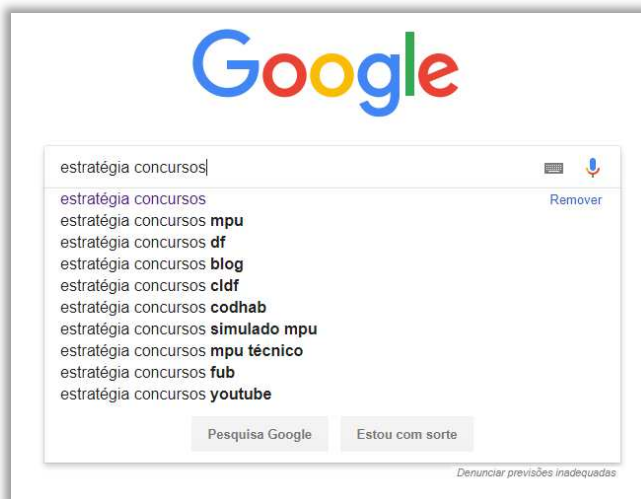 Google
estratégia concursos
estratégia concursos Remover
estratégia concursos mpu
estratégia concursos df
estratégia concursos blog
estratégia concursos cldf
estratégia concursos codhab
estratégia concursos simulado mpu
estratégia concursos mpu técnico
estratégia concursos fub
estratégia concursos youtube
Pesquisa Google Estou com sorte
Denunciar previsões inadequadas